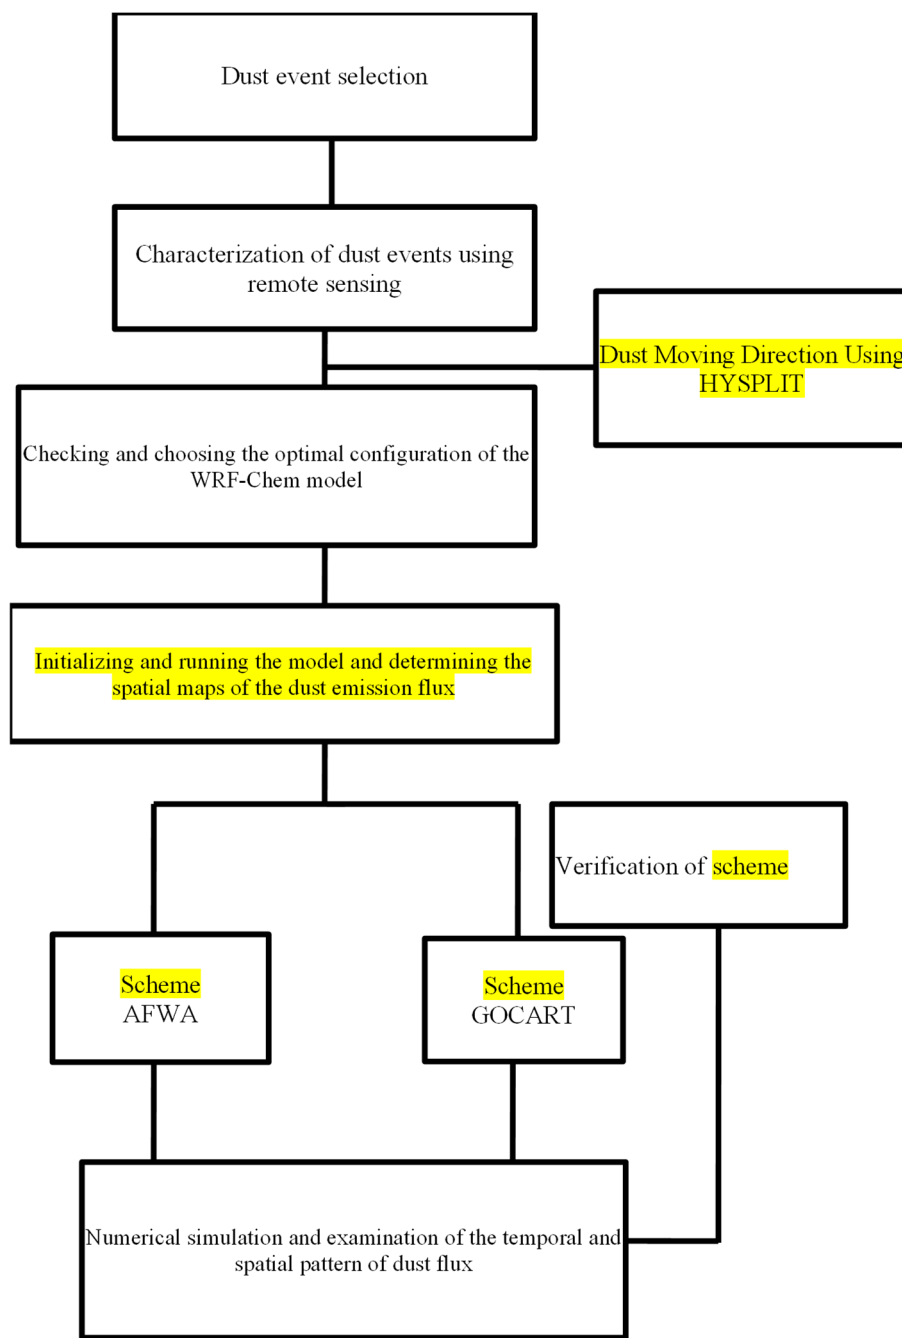 Dust event selection
Characterization of dust events using
remote sensing
Dust Moving Direction Using
HYSPLIT
Checking and choosing the optimal configuration of the
WRF-Chem model
Initializing and running the model and determining the
spatial maps of the dust emission flux
Verification of scheme
Scheme
AFWA
Scheme
GOCART
Numerical simulation and examination of the temporal and
spatial pattern of dust flux